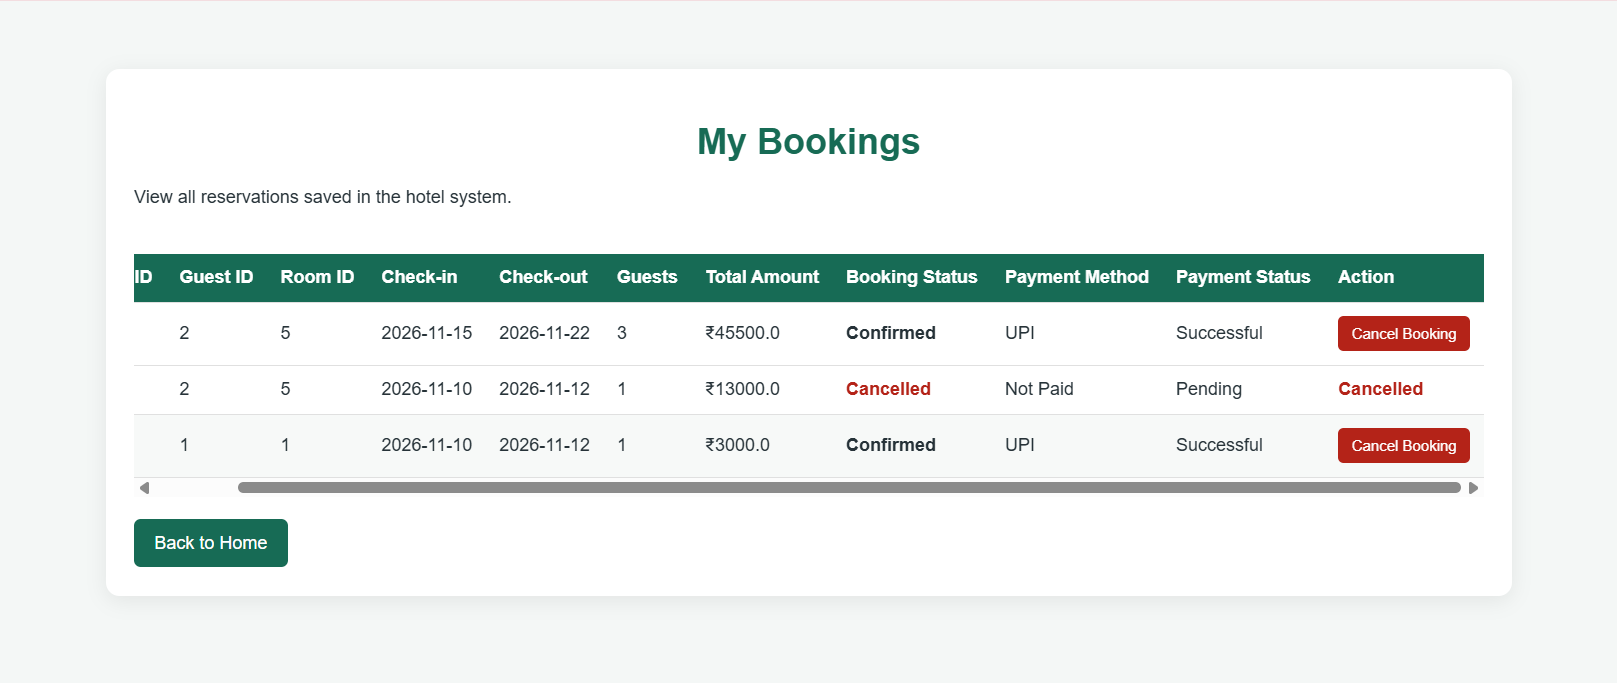 My Bookings
View all reservations saved in the hotel system.
ID Guest ID Room ID Check-in Check-out Guests Total Amount Booking Status Payment Method Payment Status Action
2 5 2026-11-15 2026-11-22 3 ₹45500.0 Confirmed UPI Successful Cancel Booking
2 5 2026-11-10 2026-11-12 1 ₹13000.0 Cancelled Not Paid Pending Cancelled
1 1 2026-11-10 2026-11-12 1 ₹3000.0 Confirmed UPI Successful Cancel Booking
Back to Home